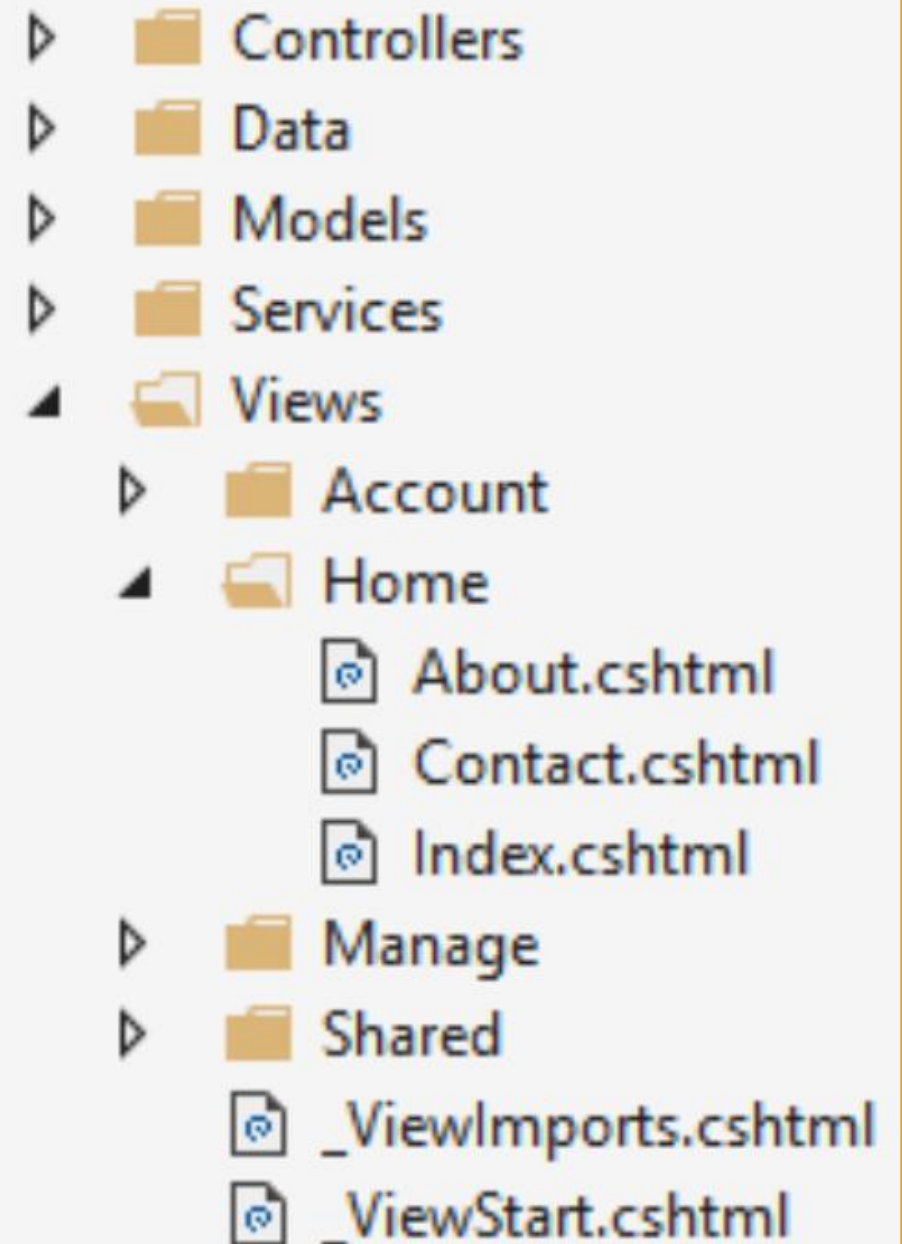 Controllers
Data
Models
Services
Views
Account
Home
About.cshtml
Contact.cshtml
Index.cshtml
Manage
Shared
_ViewImports.cshtml
_ViewStart.cshtml